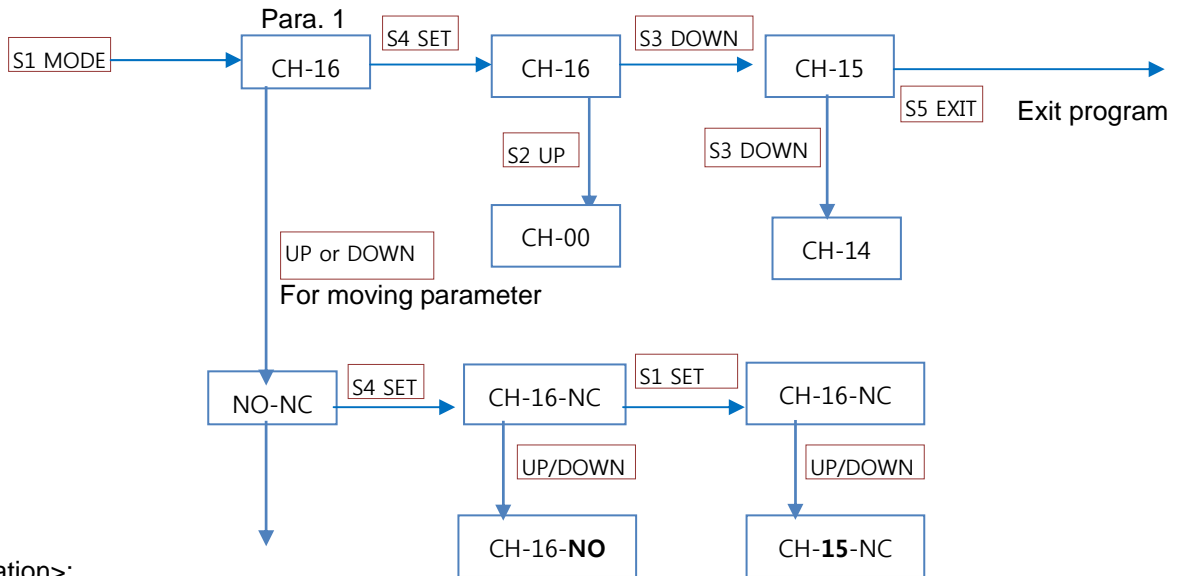 Para. 1
S1 MODE
CH-16
S4 SET
CH-16
S3 DOWN
CH-15
S5 EXIT
Exit program
S2 UP
S3 DOWN
CH-00
CH-14
UP or DOWN
For moving parameter
NO-NC
S4 SET
CH-16-NC
S1 SET
CH-16-NC
UP/DOWN
UP/DOWN
CH-16-NO
CH-15-NC